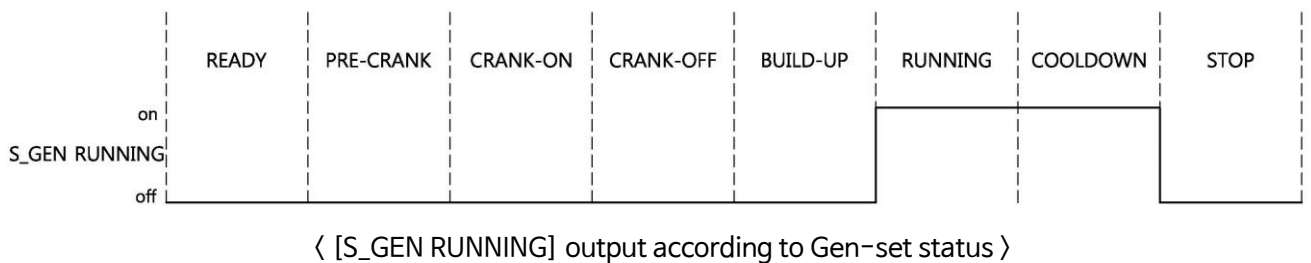 READY PRE-CRANK CRANK-ON CRANK-OFF BUILD-UP RUNNING COOLDOWN STOP
on
S_GEN RUNNING
off
〈 [S_GEN RUNNING] output according to Gen-set status 〉